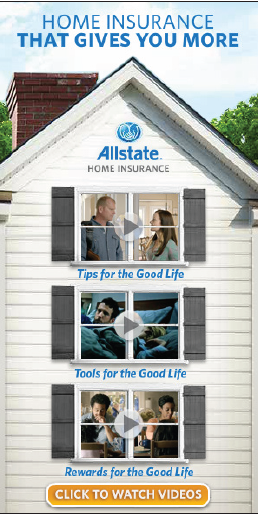 HOME INSURANCE
THAT GIVES YOU MORE
Allstate
HOME INSURANCE
Tips for the Good Life
Tools for the Good Life
Rewards for the Good Life
CLICK TO WATCH VIDEOS